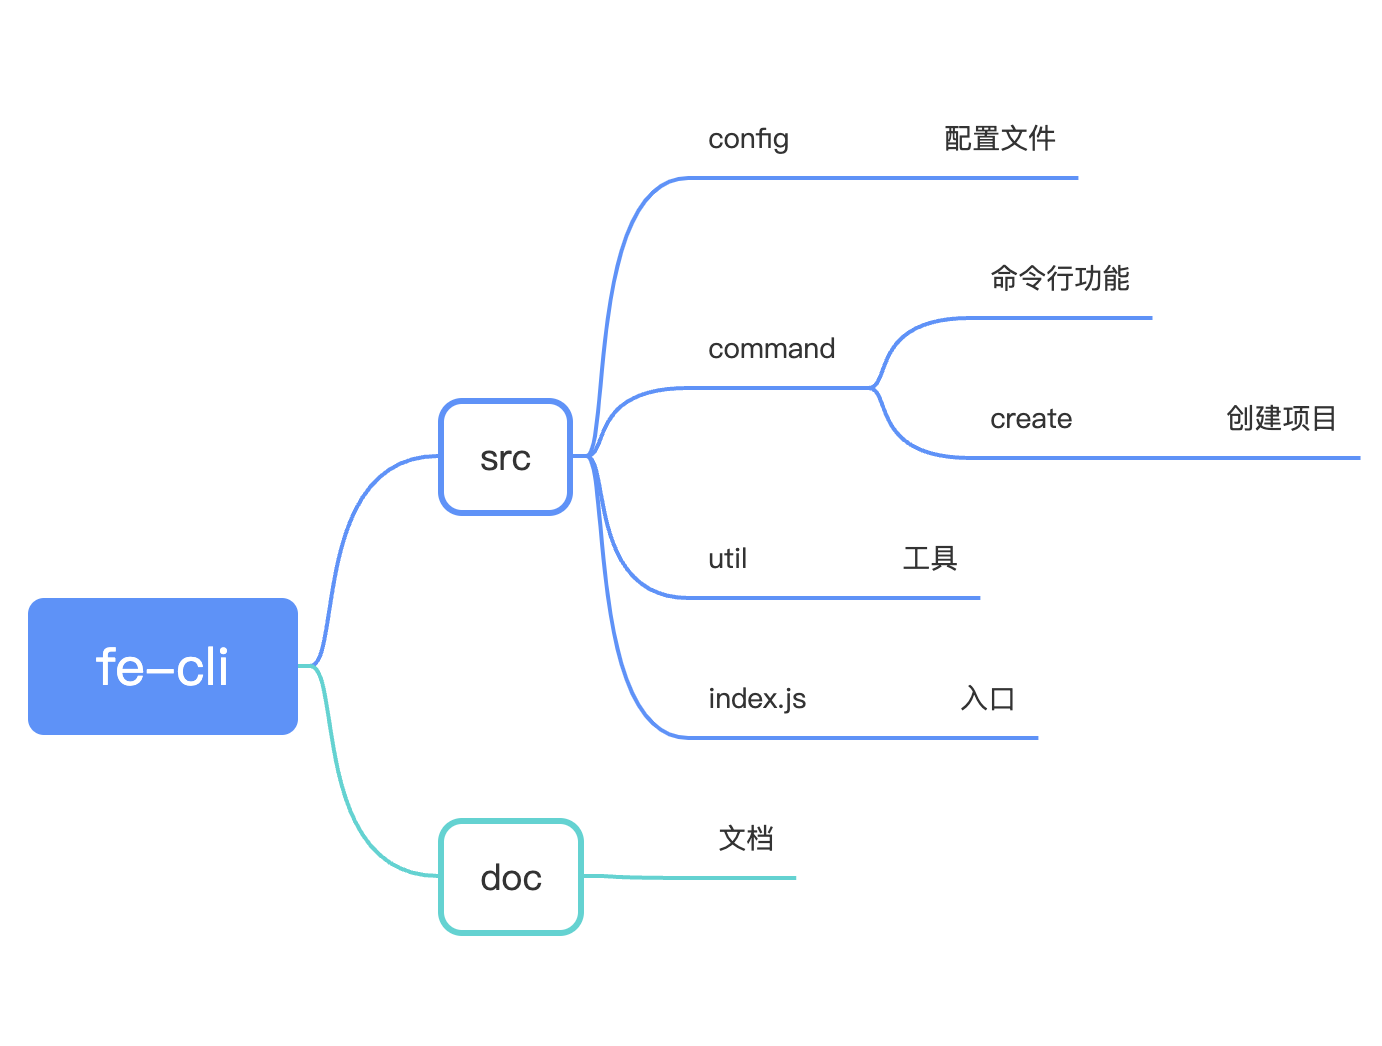 config 配置文件
命令行功能
command
create 创建项目
src
util 工具
fe-cli
index.js 入口
文档
doc